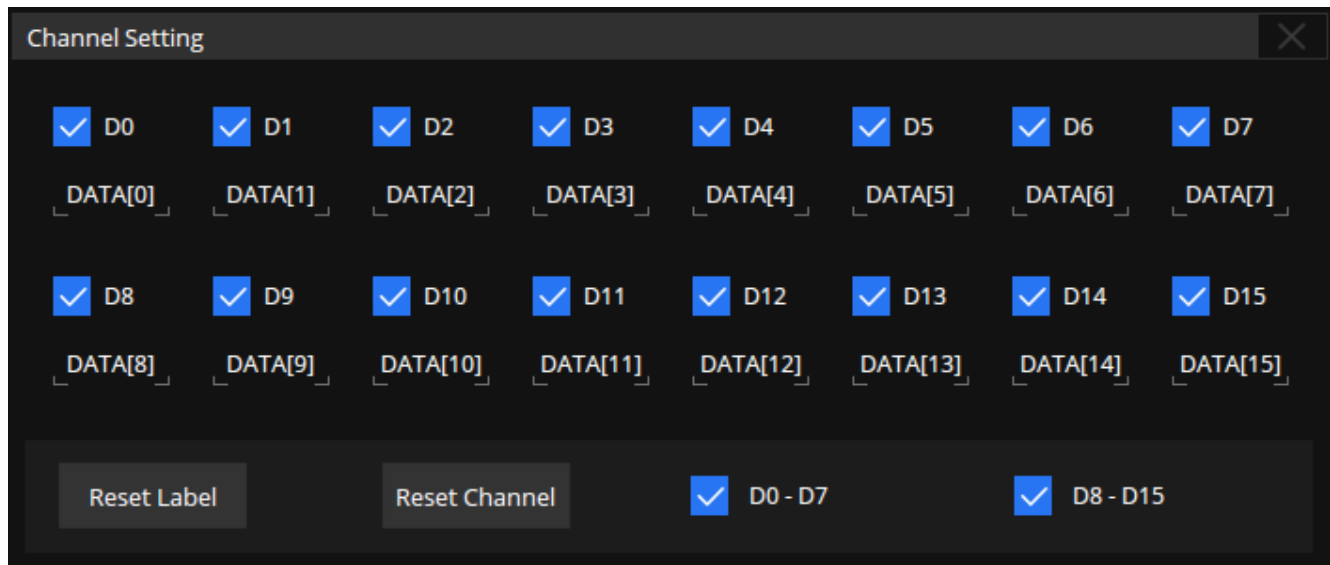 Channel Setting
D0 D1 D2 D3 D4 D5 D6 D7
DATA[0] DATA[1] DATA[2] DATA[3] DATA[4] DATA[5] DATA[6] DATA[7]
D8 D9 D10 D11 D12 D13 D14 D15
DATA[8] DATA[9] DATA[10] DATA[11] DATA[12] DATA[13] DATA[14] DATA[15]
Reset Label Reset Channel D0 - D7 D8 - D15